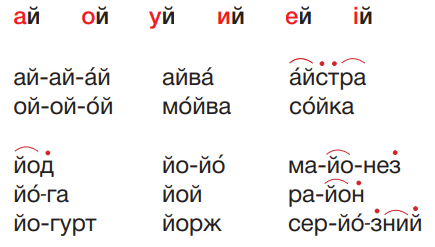 ай ой уй ий ей ій
ай-ай-а́й айва́ а́йстра
ой-ой-о́й мо́йва со́йка
йод йо-йо́ ма-йо-нез
йо́-га йой ра-йон
йо-гурт йорж сер-йо́-зний